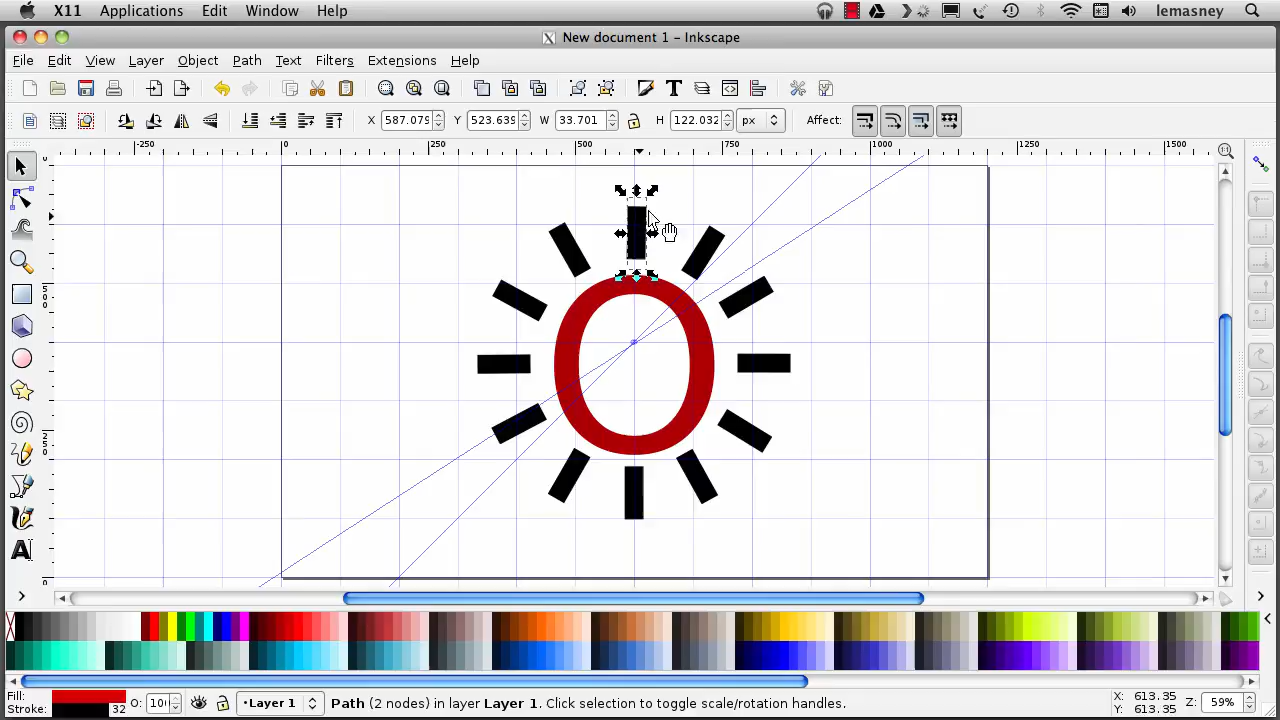 X11 Applications Edit Window Help lemasney
New document 1 – Inkscape
File Edit View Layer Object Path Text Filters Extensions Help
X 587.079 Y 523.639 W 33.701 H 122.032 px Affect:
-250 0 250 500 750 1000 1250 1500
O
A
Fill:
Stroke: 32 O: 10 •Layer 1 Path (2 nodes) in layer Layer 1. Click selection to toggle scale/rotation handles. X: 613.35 Y: 613.35 Z: 59%